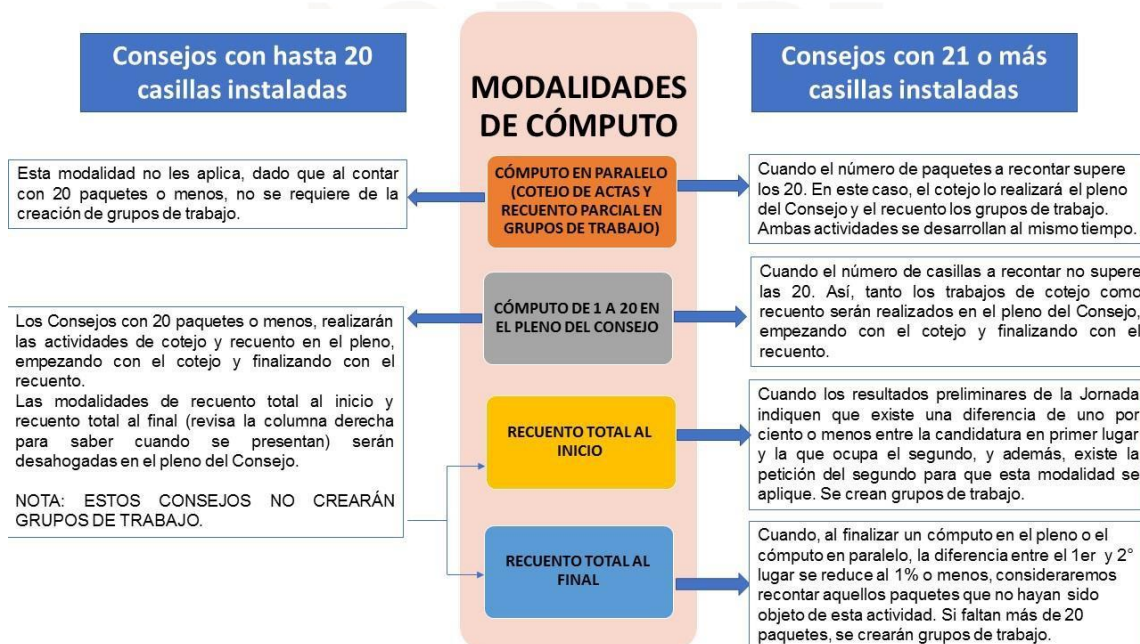 Consejos con hasta 20
casillas instaladas
MODALIDADES
DE CÓMPUTO
Consejos con 21 o más
casillas instaladas
Esta modalidad no les aplica, dado que al contar
con 20 paquetes o menos, no se requiere de la
creación de grupos de trabajo.
CÓMPUTO EN PARALELO
(COTEJO DE ACTAS Y
RECUENTO PARCIAL EN
GRUPOS DE TRABAJO)
Cuando el número de paquetes a recontar supere
los 20. En este caso, el cotejo lo realizará el pleno
del Consejo y el recuento los grupos de trabajo.
Ambas actividades se desarrollan al mismo tiempo.
Los Consejos con 20 paquetes o menos, realizarán
las actividades de cotejo y recuento en el pleno,
empezando con el cotejo y finalizando con el
recuento.
Las modalidades de recuento total al inicio y
recuento total al final (revisa la columna derecha
para saber cuando se presentan) serán
desahogadas en el pleno del Consejo.
NOTA: ESTOS CONSEJOS NO CREARÁN
GRUPOS DE TRABAJO.
CÓMPUTO DE 1 A 20 EN
EL PLENO DEL CONSEJO
Cuando el número de casillas a recontar no supere
las 20. Así, tanto los trabajos de cotejo como
recuento serán realizados en el pleno del Consejo,
empezando con el cotejo y finalizando con el
recuento.
RECUENTO TOTAL AL
INICIO
Cuando los resultados preliminares de la Jornada
indiquen que existe una diferencia de uno por
ciento o menos entre la candidatura en primer lugar
y la que ocupa el segundo, y además, existe la
petición del segundo para que esta modalidad se
aplique. Se crean grupos de trabajo.
RECUENTO TOTAL AL
FINAL
Cuando, al finalizar un cómputo en el pleno o el
cómputo en paralelo, la diferencia entre el 1er y 2°
lugar se reduce al 1% o menos, consideraremos
recontar aquellos paquetes que no hayan sido
objeto de esta actividad. Si faltan más de 20
paquetes, se crearán grupos de trabajo.